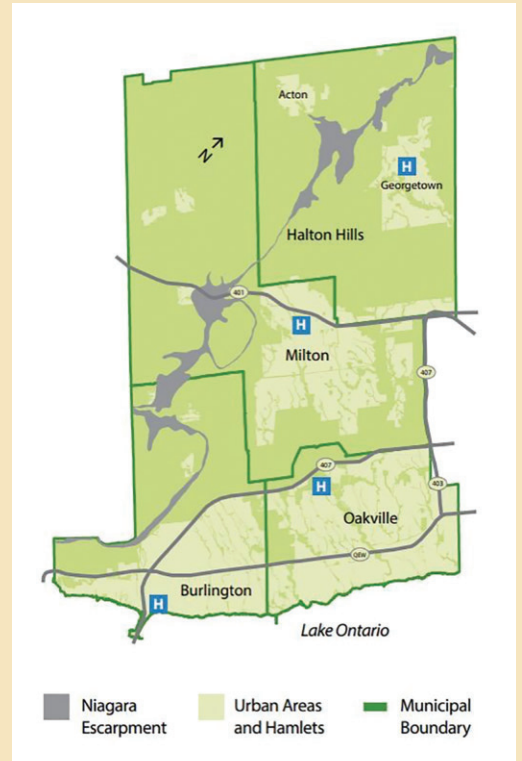 Acton
N
H
Georgetown
Halton Hills
401
H
Milton
407
407
H
403
Oakville
QEW
Burlington
H
Lake Ontario
Niagara
Escarpment
Urban Areas
and Hamlets
Municipal
Boundary